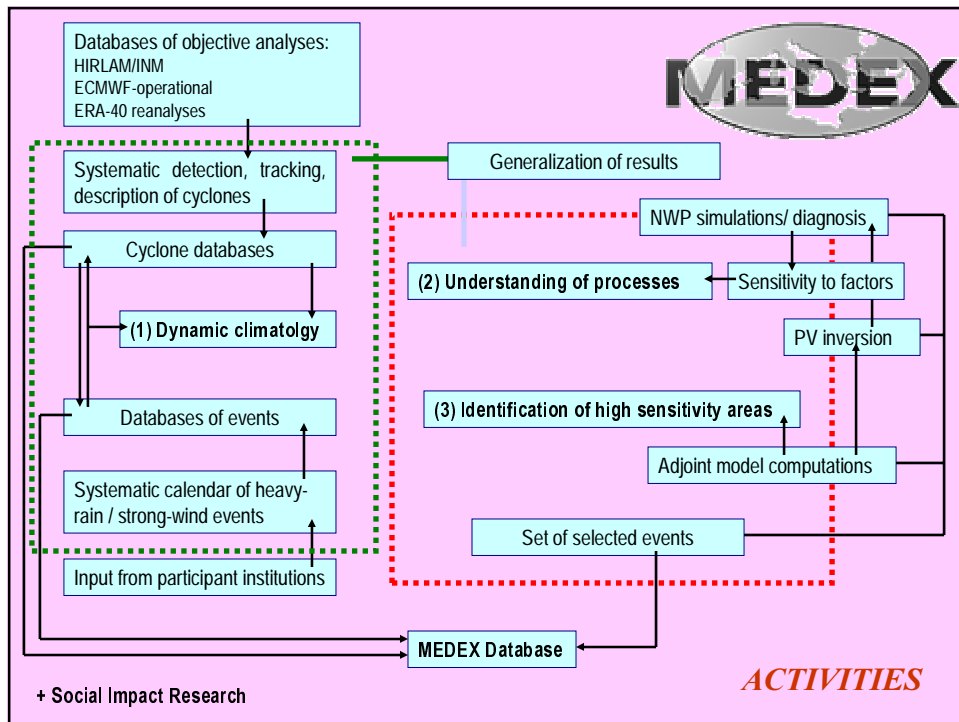 Databases of objective analyses:
HIRLAM/INM
ECMWF-operational
ERA-40 reanalyses
MEDEX
Systematic detection, tracking,
description of cyclones
Generalization of results
NWP simulations/ diagnosis
Cyclone databases
(2) Understanding of processes
Sensitivity to factors
(1) Dynamic climatolgy
PV inversion
(3) Identification of high sensitivity areas
Databases of events
Adjoint model computations
Systematic calendar of heavy-
rain / strong-wind events
Set of selected events
Input from participant institutions
MEDEX Database
+ Social Impact Research
ACTIVITIES